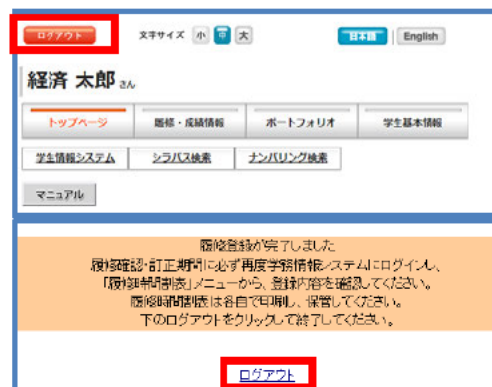 ログアウト
文字サイズ 小 中 大
日本語 English
経済 太郎 さん
トップページ 履修・成績情報 ポートフォリオ 学生基本情報
学生情報システム シラバス検索 ナンバリング検索
マニュアル
履修登録が完了しました
履修確認・訂正期間に必ず再度学務情報システムにログインし、
「履修時間割表」メニューから、登録内容を確認してください。
履修時間割表は各自で印刷し、保管してください。
下のログアウトをクリックして終了してください。
ログアウト